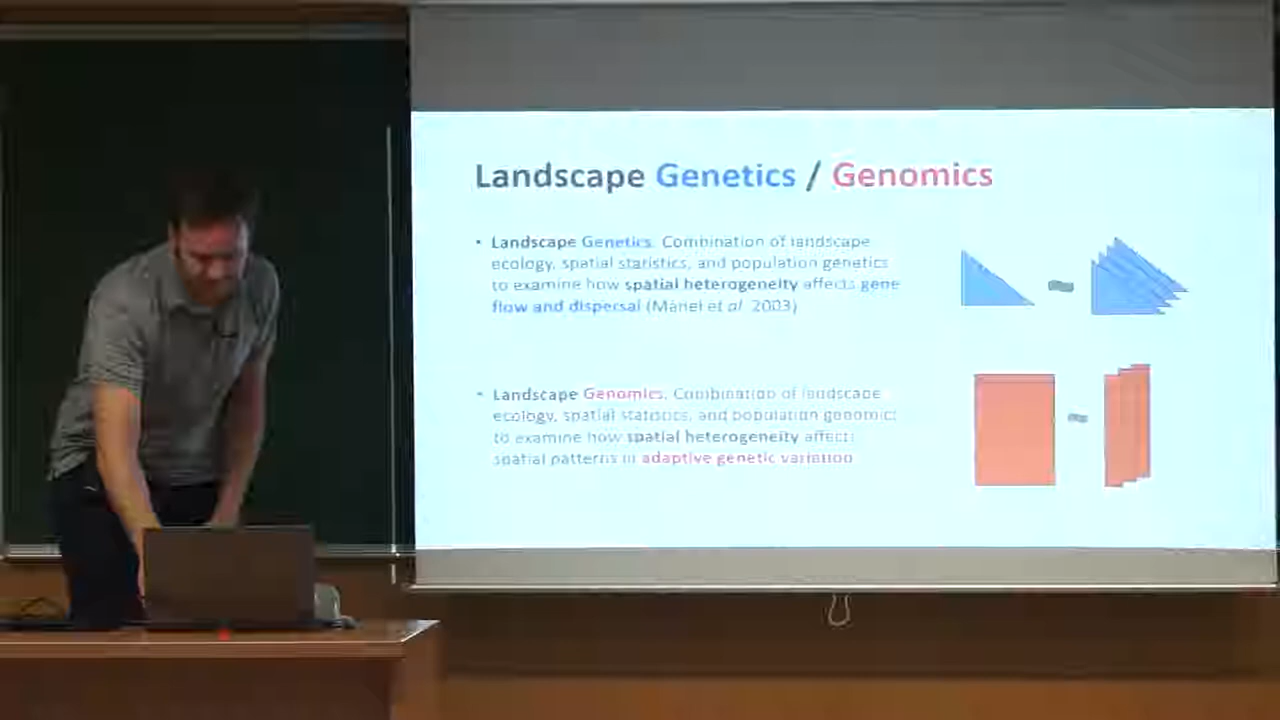 Landscape Genetics / Genomics
• Landscape Genetics. Combination of landscape
ecology, spatial statistics, and population genetics
to examine how spatial heterogeneity affects gene
flow and dispersal (Manel et al. 2003)
≈
• Landscape Genomics. Combination of landscape
ecology, spatial statistics, and population genomics
to examine how spatial heterogeneity affects
spatial patterns in adaptive genetic variation
≈